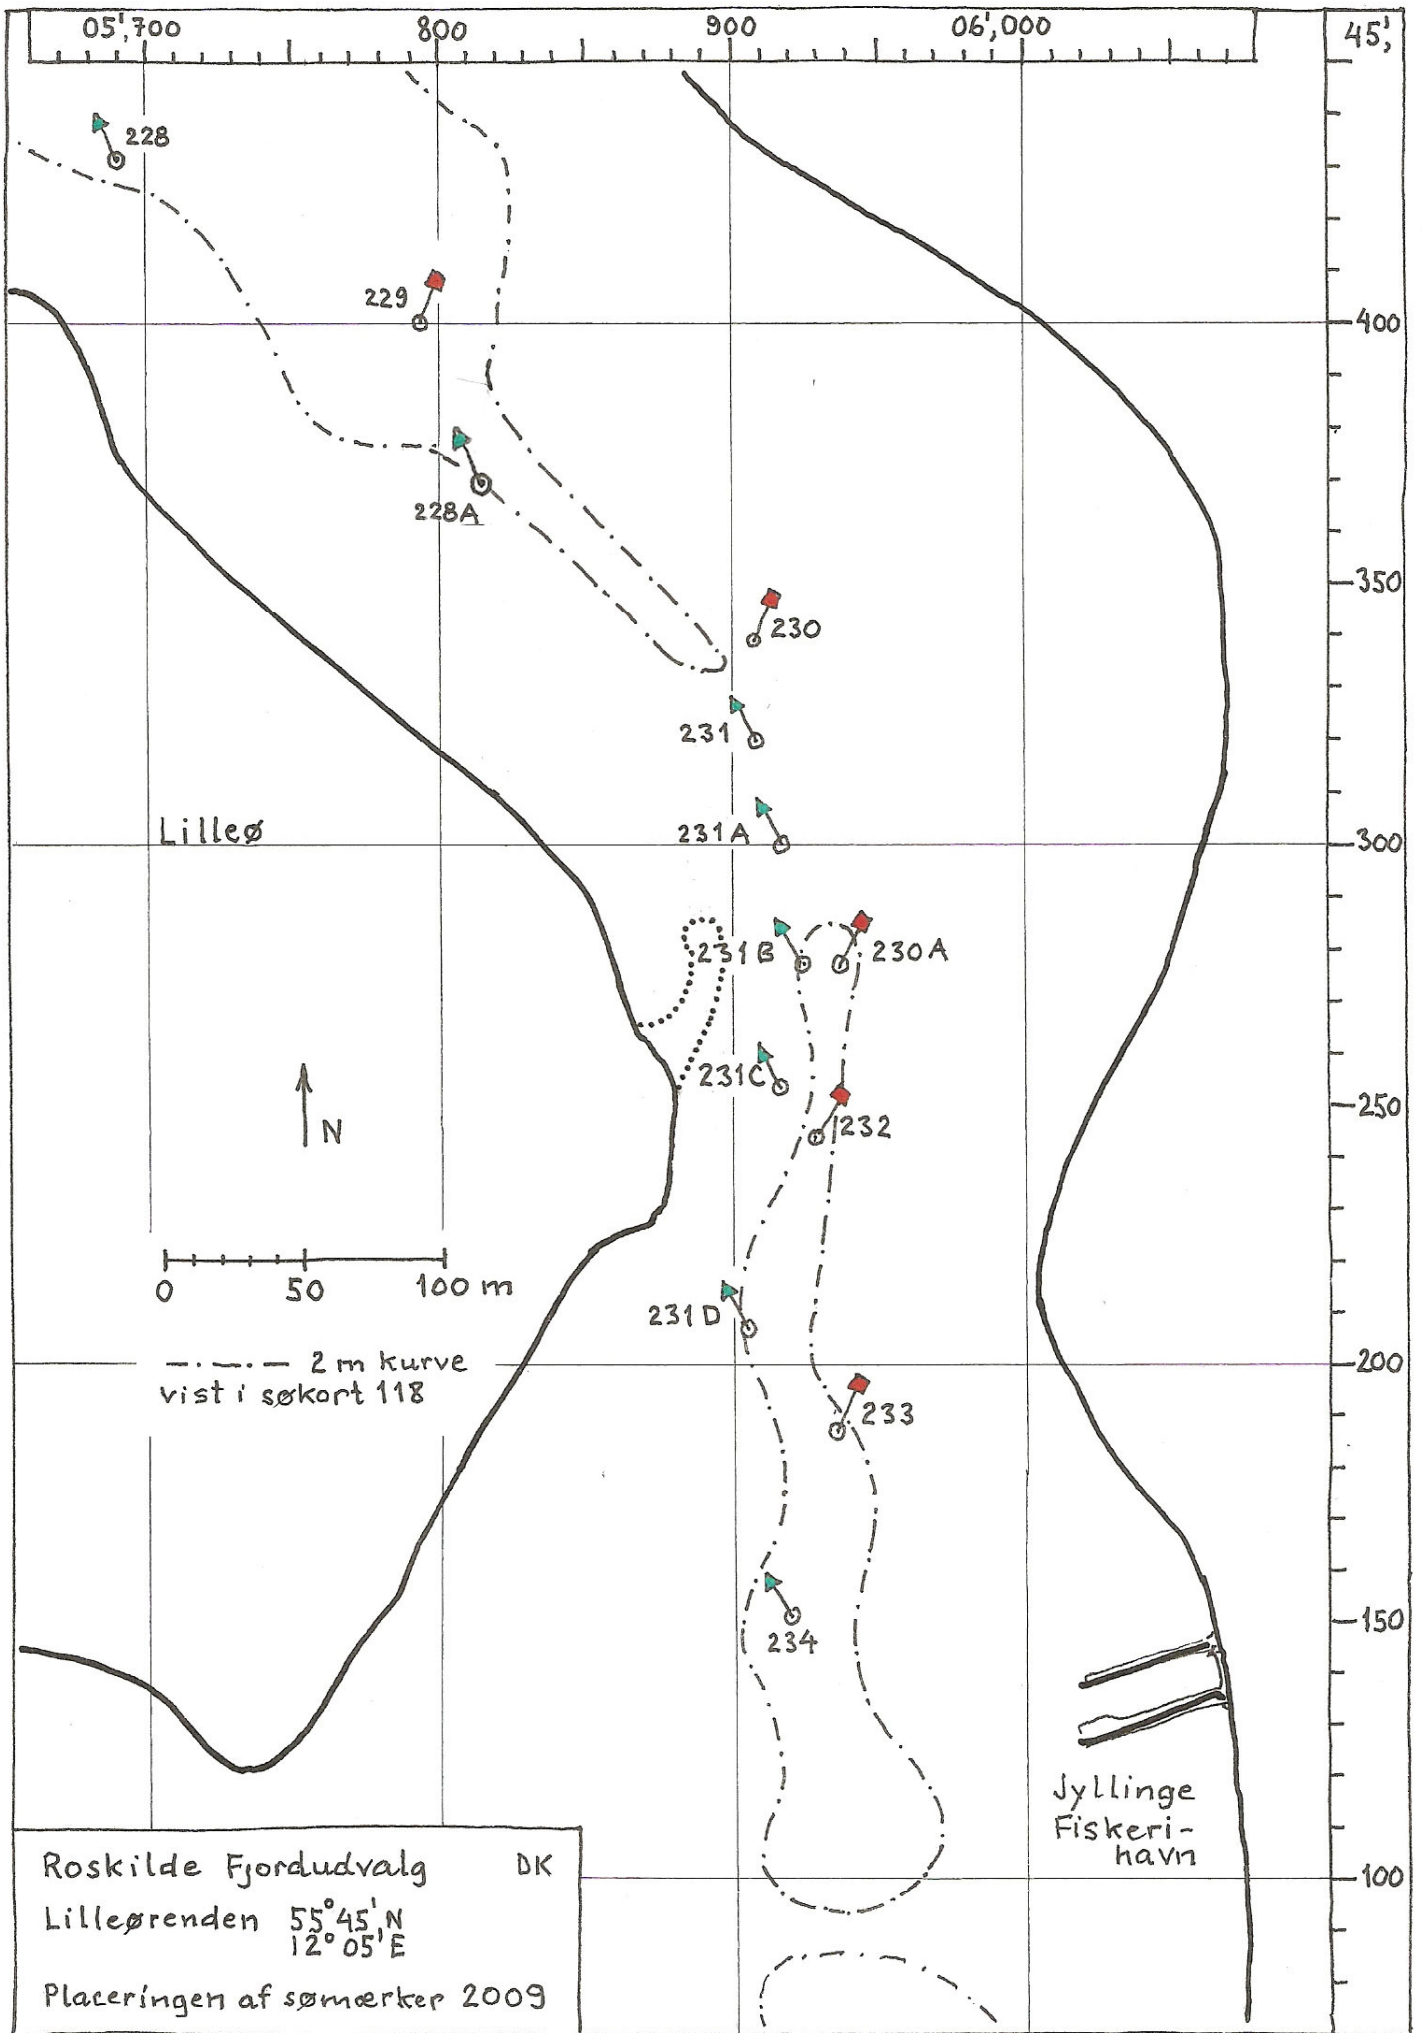 05',700 800 900 06',000 45',
228
229
400
228A
350
230
231
231A
Lilleø
300
231B
230A
231C
250
232
N
0 50 100 m
231D
2 m kurve
vist i søkort 118
200
233
150
234
Jyllinge
Fiskeri-
havn
100
Roskilde Fjordudvalg DK
Lilleørenden 55°45'N
12°05'E
Placeringen af sømærker 2009